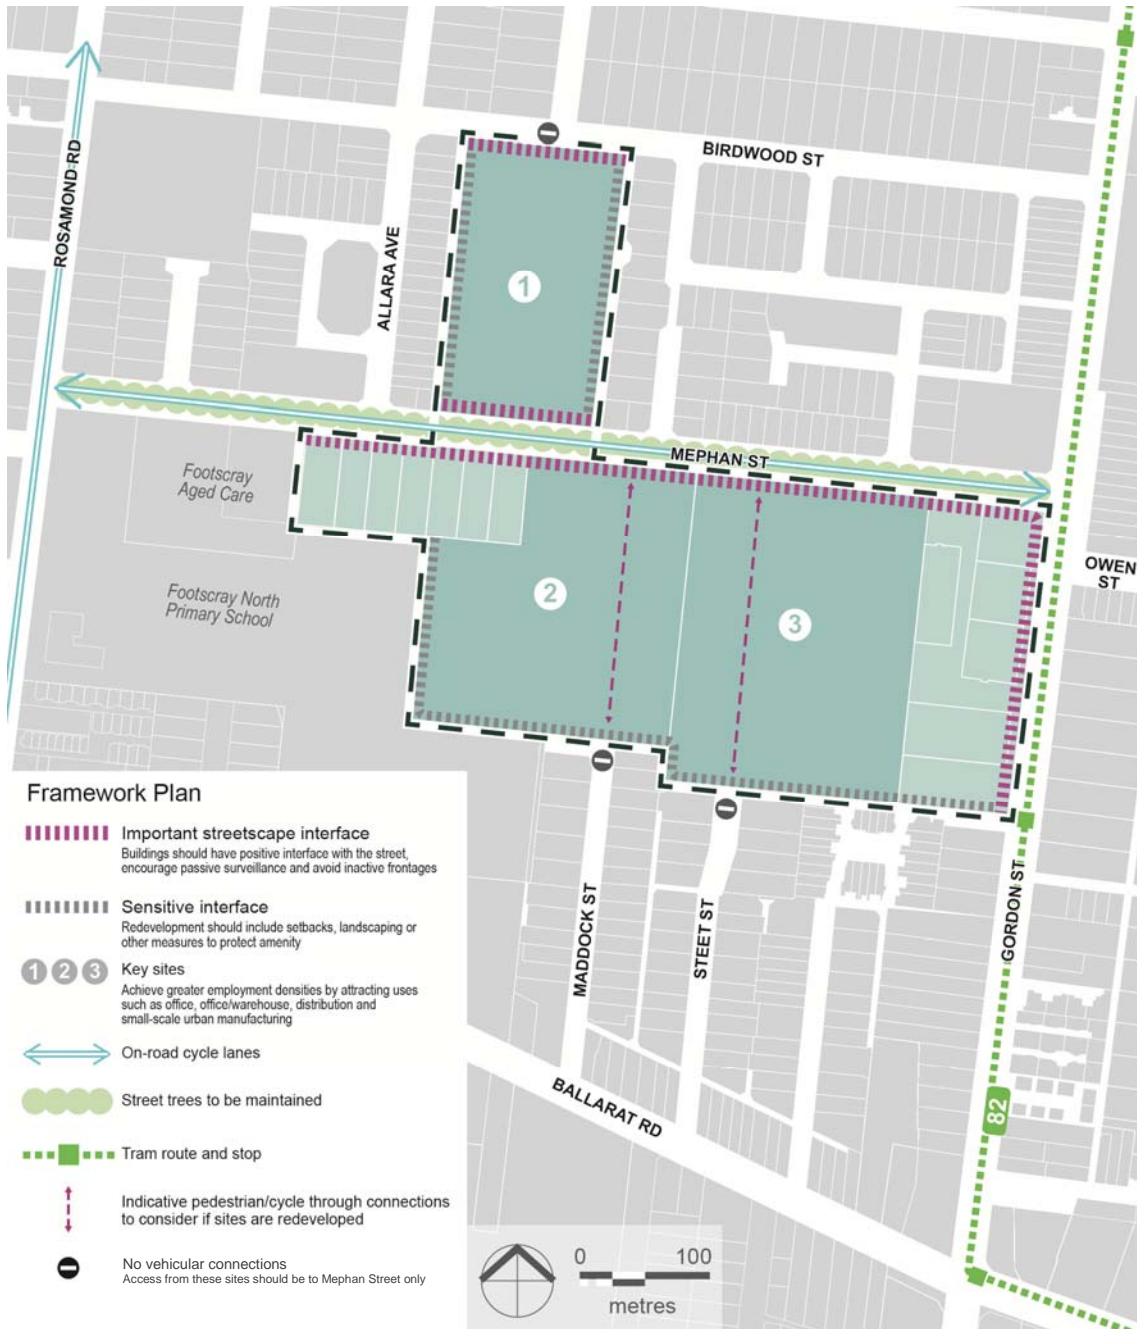 BIRDWOOD ST
ROSAMOND RD
ALLARA AVE
1
MEPHAN ST
Footscray
Aged Care
OWEN
ST
2
Footscray North
Primary School
3
MADDOCK ST
STEET ST
GORDON ST
BALLARAT RD
82
Framework Plan
Important streetscape interface
Buildings should have positive interface with the street,
encourage passive surveillance and avoid inactive frontages
Sensitive interface
Redevelopment should include setbacks, landscaping or
other measures to protect amenity
1 2 3 Key sites
Achieve greater employment densities by attracting uses
such as office, office/warehouse, distribution and
small-scale urban manufacturing
On-road cycle lanes
Street trees to be maintained
Tram route and stop
Indicative pedestrian/cycle through connections
to consider if sites are redeveloped
No vehicular connections
Access from these sites should be to Mephan Street only
0 100
metres